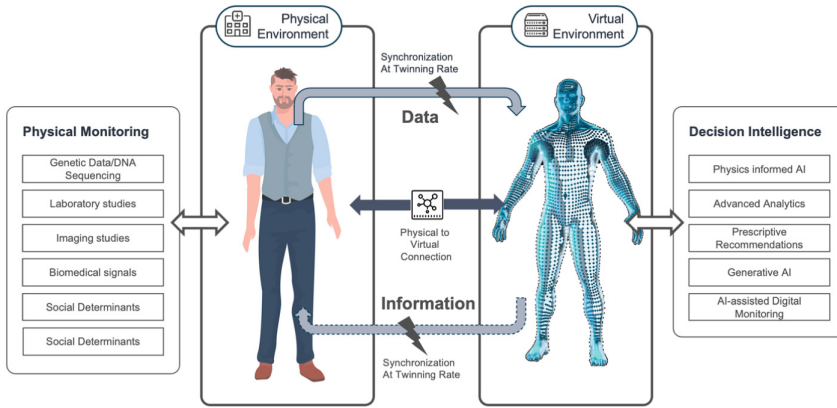 Physical
Environment
Virtual
Environment
Synchronization
At Twinning Rate
Data
Physical Monitoring
Genetic Data/DNA
Sequencing
Laboratory studies
Imaging studies
Biomedical signals
Social Determinants
Social Determinants
Physical to
Virtual
Connection
Information
Synchronization
At Twinning Rate
Decision Intelligence
Physics informed AI
Advanced Analytics
Prescriptive
Recommendations
Generative AI
AI-assisted Digital
Monitoring